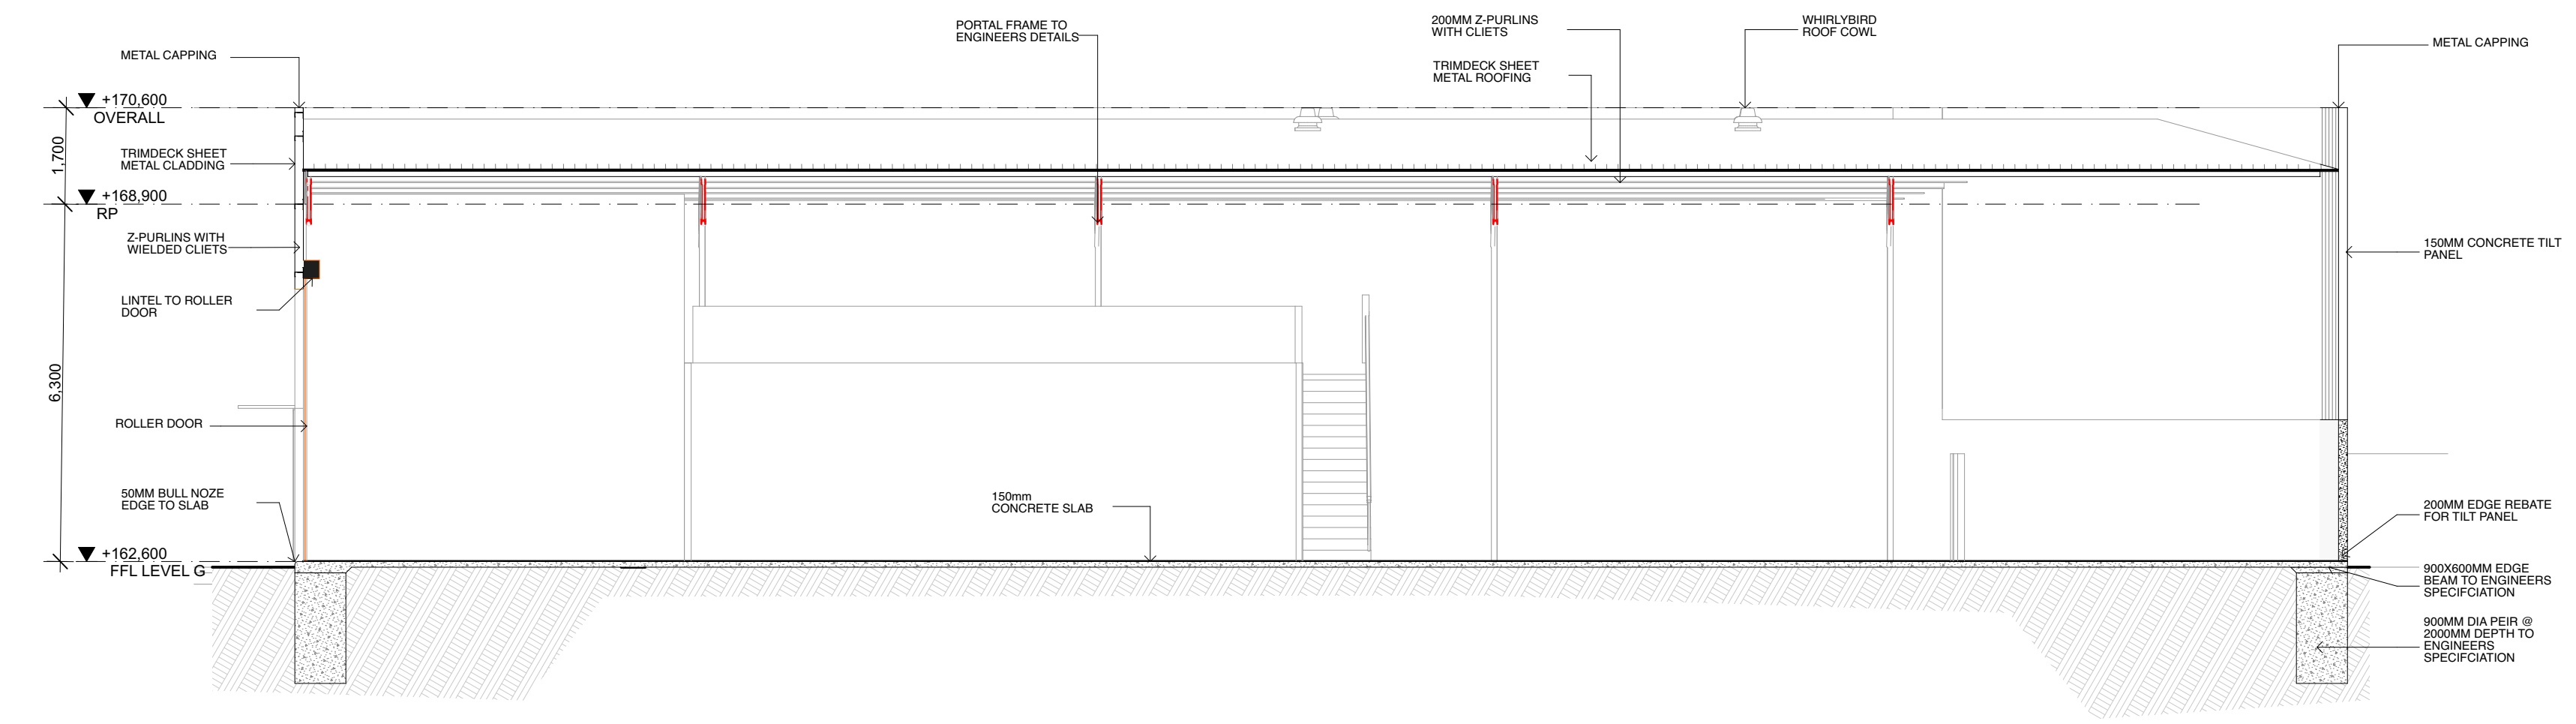 PORTAL FRAME TO
ENGINEERS DETAILS
200MM Z-PURLINS
WITH CLIETS
WHIRLYBIRD
ROOF COWL
METAL CAPPING
METAL CAPPING
TRIMDECK SHEET
METAL ROOFING
+170,600
OVERALL
1,700
TRIMDECK SHEET
METAL CLADDING
+168,900
RP
Z-PURLINS WITH
WIELDED CLIETS
150MM CONCRETE TILT
PANEL
LINTEL TO ROLLER
DOOR
6,300
ROLLER DOOR
50MM BULL NOZE
EDGE TO SLAB
150mm
CONCRETE SLAB
200MM EDGE REBATE
FOR TILT PANEL
+162,600
FFL LEVEL G
900X600MM EDGE
BEAM TO ENGINEERS
SPECIFCIATION
900MM DIA PEIR @
2000MM DEPTH TO
ENGINEERS
SPECIFCIATION